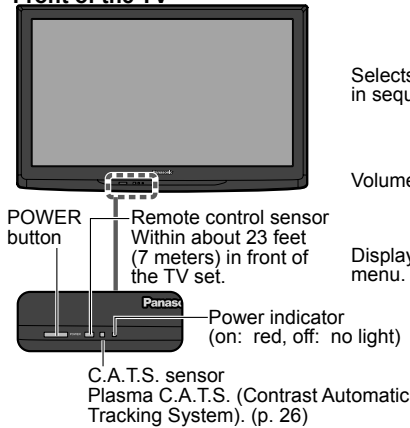 Front of the TV
Selects
in sequ
Volume
POWER
button
Remote control sensor
Within about 23 feet
(7 meters) in front of
the TV set.
Display
menu.
Panaso
Power indicator
(on: red, off: no light)
C.A.T.S. sensor
Plasma C.A.T.S. (Contrast Automatic
Tracking System). (p. 26)